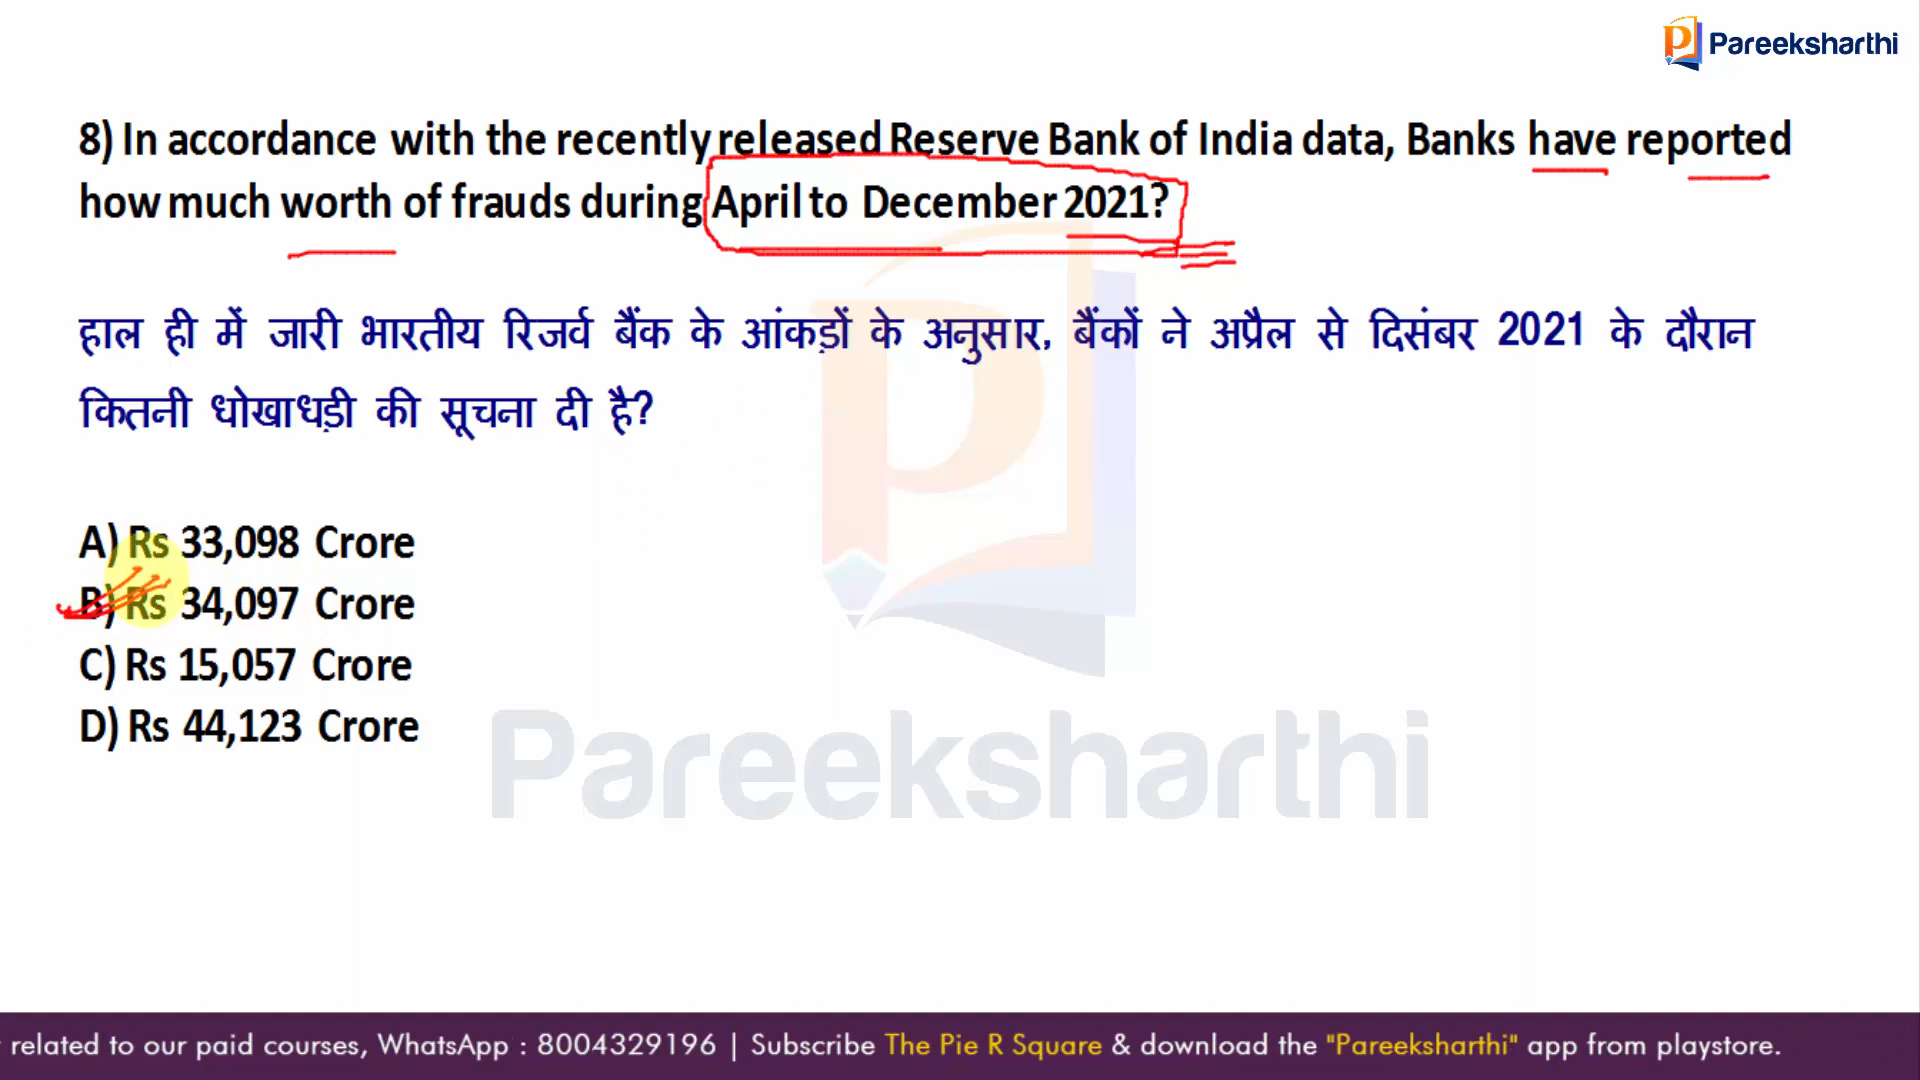 Pareeksharthi
8) In accordance with the recently released Reserve Bank of India data, Banks have reported
how much worth of frauds during April to December 2021?
हाल ही में जारी भारतीय रिजर्व बैंक के आंकड़ों के अनुसार, बैंकों ने अप्रैल से दिसंबर 2021 के दौरान
कितनी धोखाधड़ी की सूचना दी है?
A) Rs 33,098 Crore
B) Rs 34,097 Crore
C) Rs 15,057 Crore
D) Rs 44,123 Crore
Pareeksharthi
related to our paid courses, WhatsApp : 8004329196 | Subscribe The Pie R Square & download the "Pareeksharthi" app from playstore.